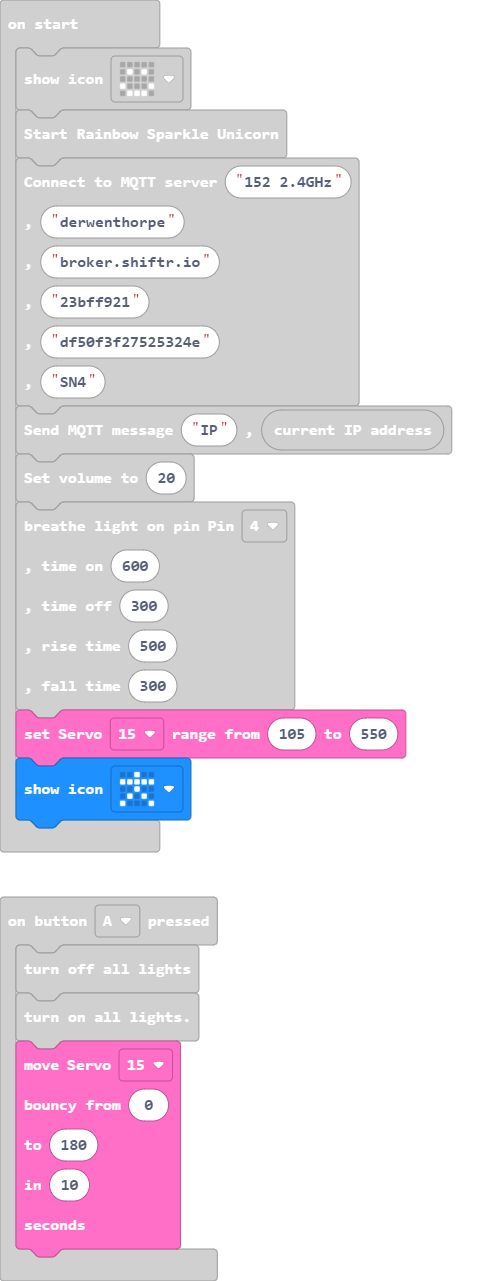 on start
show icon
Start Rainbow Sparkle Unicorn
Connect to MQTT server "152 2.4GHz"
, "derwenthorpe"
, "broker.shiftr.io"
, "23bff921"
, "df50f3f27525324e"
, "SN4"
Send MQTT message "IP" , current IP address
Set volume to 20
breathe light on pin Pin 4
, time on 600
, time off 300
, rise time 500
, fall time 300
set Servo 15 range from 105 to 550
show icon
on button A pressed
turn off all lights
turn on all lights.
move Servo 15
bouncy from 0
to 180
in 10
seconds